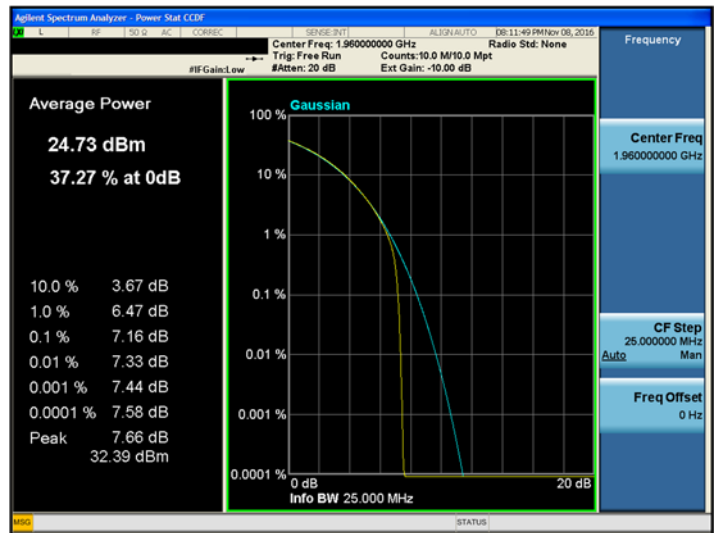 Agilent Spectrum Analyzer - Power Stat CCDF
L RF 50 Ω AC CORREC SENSE:INT ALIGN AUTO 08:11:49 PM Nov 08, 2016
Center Freq: 1.960000000 GHz Radio Std: None
Trig: Free Run Counts:10.0 M/10.0 Mpt
#IFGain:Low #Atten: 20 dB Ext Gain: -10.00 dB
Frequency
Average Power
24.73 dBm
37.27 % at 0dB
10.0 % 3.67 dB
1.0 % 6.47 dB
0.1 % 7.16 dB
0.01 % 7.33 dB
0.001 % 7.44 dB
0.0001 % 7.58 dB
Peak 7.66 dB
32.39 dBm
Gaussian
100 %
10 %
1 %
0.1 %
0.01 %
0.001 %
0.0001 %
0 dB 20 dB
Info BW 25.000 MHz
Center Freq
1.960000000 GHz
CF Step
25.000000 MHz
Auto Man
Freq Offset
0 Hz
MSG STATUS